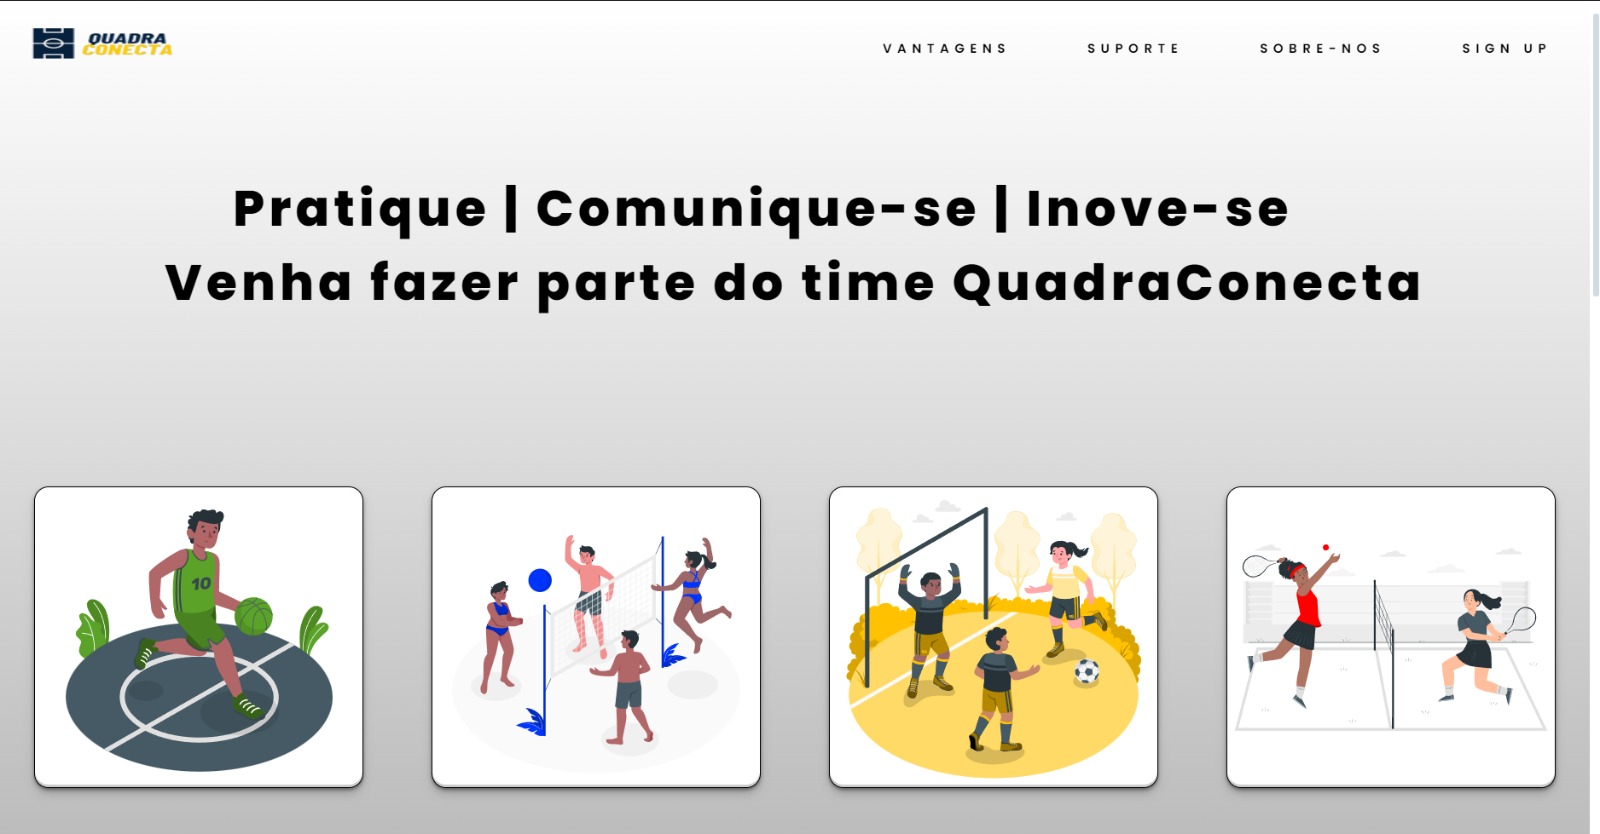 QUADRA
CONECTA
VANTAGENS
SUPORTE
SOBRE-NOS
SIGN UP
Pratique | Comunique-se | Inove-se
Venha fazer parte do time QuadraConecta
10